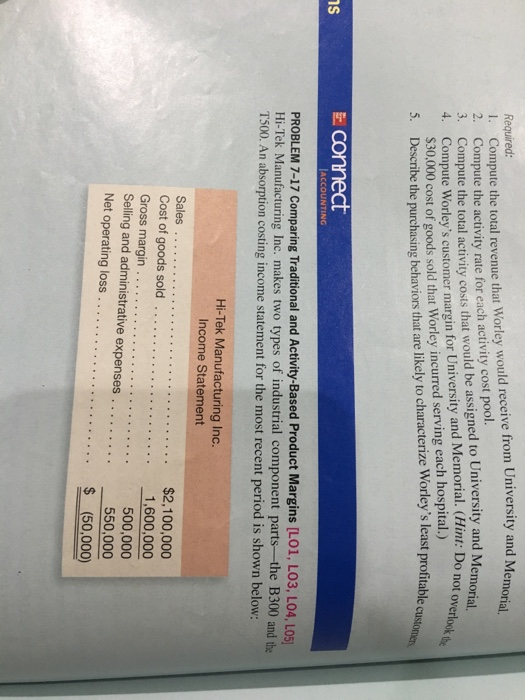 Required:
1. Compute the total revenue that Worley would receive from University and Memorial.
2. Compute the activity rate for each activity cost pool.
3. Compute the total activity costs that would be assigned to University and Memorial.
4. Compute Worley's customer margin for University and Memorial. (Hint: Do not overlook the
$30,000 cost of goods sold that Worley incurred serving each hospital.)
5. Describe the purchasing behaviors that are likely to characterize Worley's least profitable customers
ns
connect
ACCOUNTING
PROBLEM 7–17 Comparing Traditional and Activity-Based Product Margins [LO1, LO3, LO4, LO5]
Hi-Tek Manufacturing Inc. makes two types of industrial component parts—the B300 and the
T500. An absorption costing income statement for the most recent period is shown below:
Hi-Tek Manufacturing Inc.
Income Statement
Sales . . . . . . . . . . . . . . . . . . . . . . . . . . . . $2,100,000
Cost of goods sold . . . . . . . . . . . . . . . . . . 1,600,000
Gross margin . . . . . . . . . . . . . . . . . . . . . . 500,000
Selling and administrative expenses . . . . . . 550,000
Net operating loss . . . . . . . . . . . . . . . . . . $ (50,000)